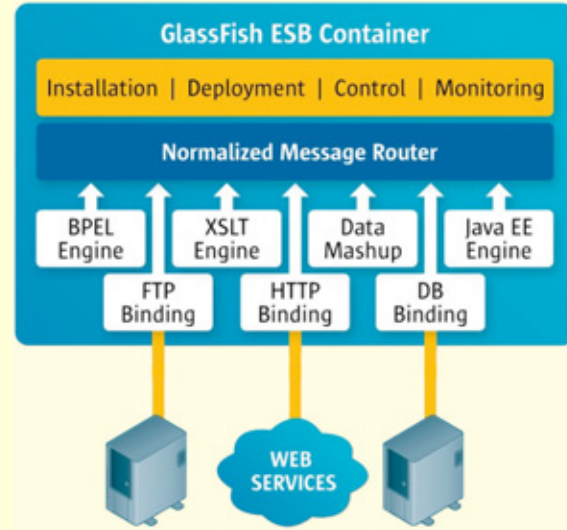 GlassFish ESB Container
Installation | Deployment | Control | Monitoring
Normalized Message Router
BPEL
Engine
XSLT
Engine
Data
Mashup
Java EE
Engine
FTP
Binding
HTTP
Binding
DB
Binding
WEB
SERVICES